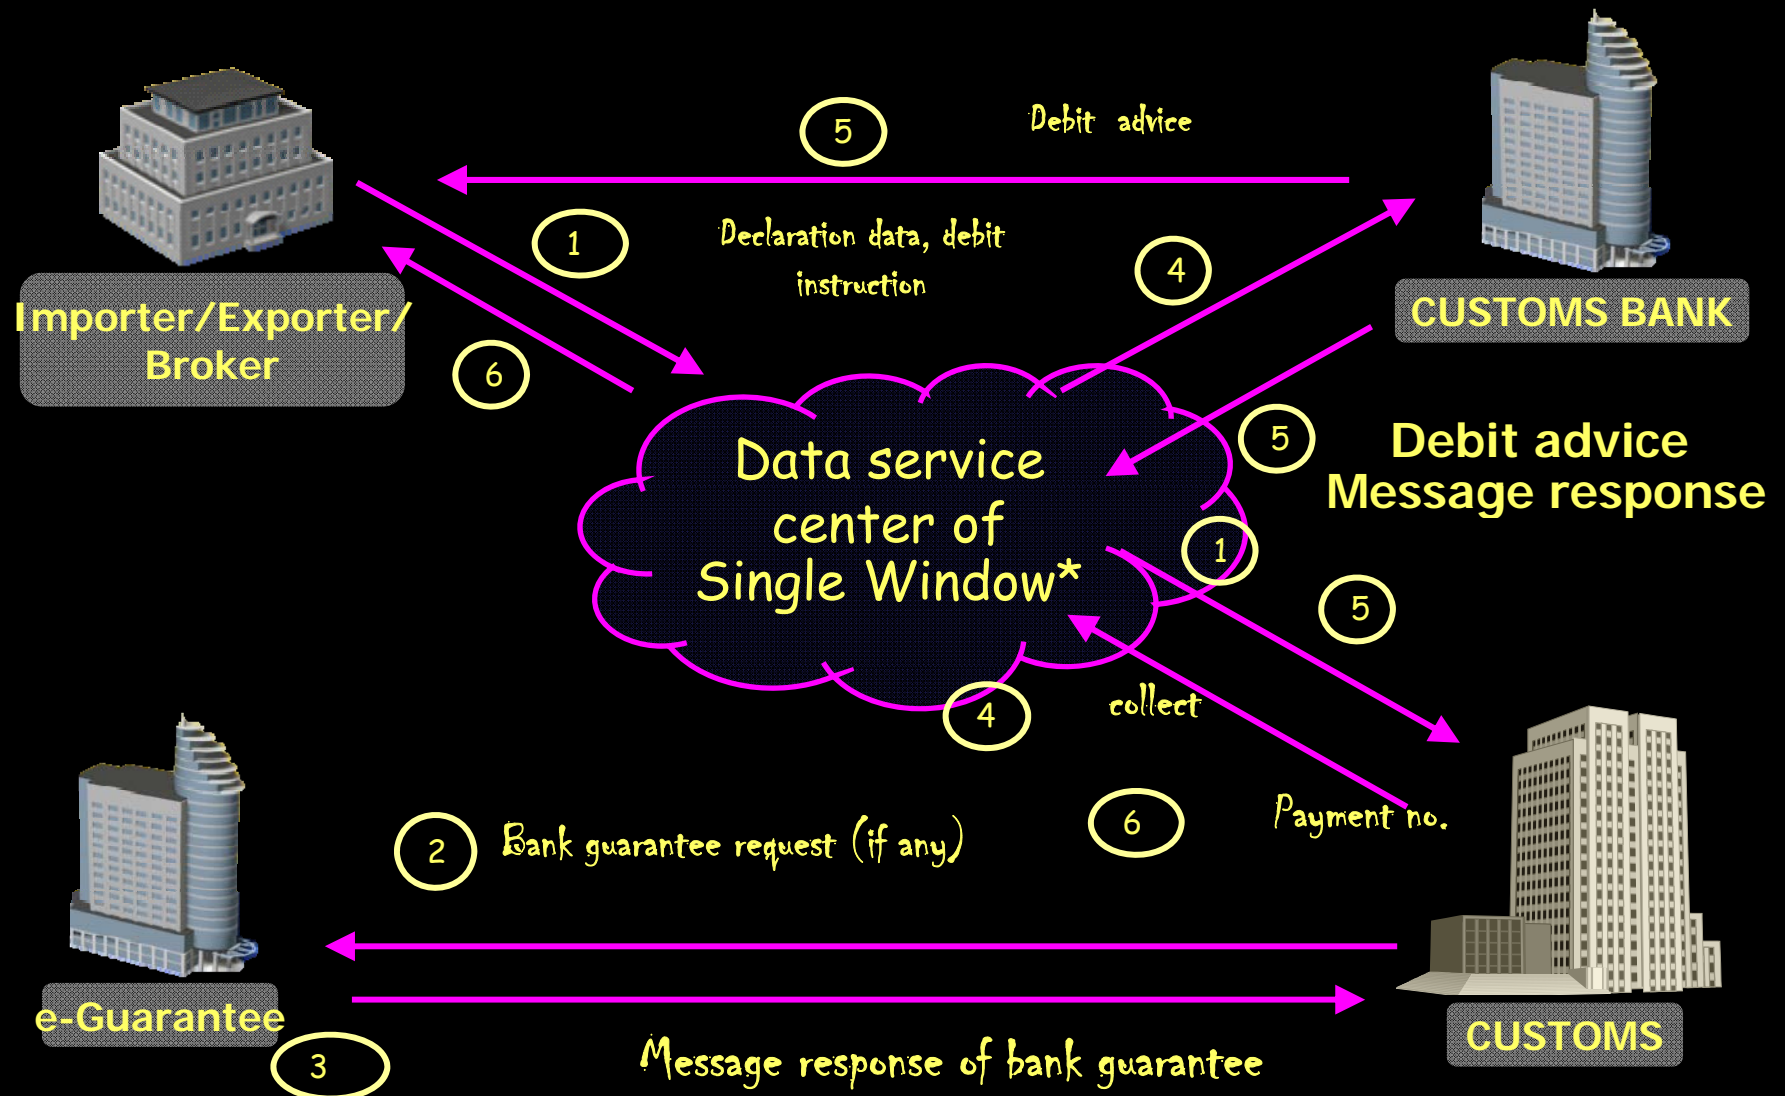 5
Debit advice
1
Declaration data, debit
instruction
4
Importer/Exporter/
Broker
CUSTOMS BANK
6
5
Debit advice
Message response
Data service
center of
Single Window*
1
5
4
collect
6
Payment no.
2
Bank guarantee request (if any)
e-Guarantee
CUSTOMS
3
Message response of bank guarantee